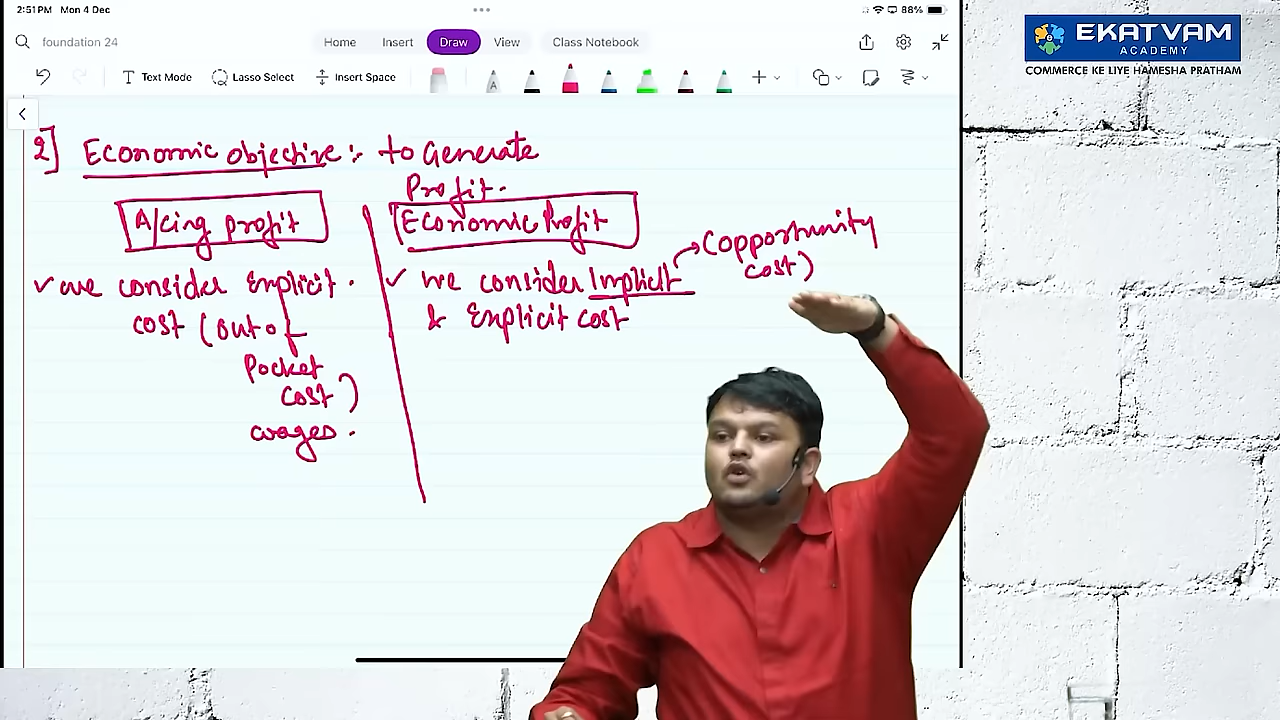 2:51 PM Mon 4 Dec
88%
foundation 24
Home Insert Draw View Class Notebook
Text Mode Lasso Select Insert Space
EKATVAM
ACADEMY
COMMERCE KE LIYE HAMESHA PRATHAM
2] Economic objective :- to Generate
Profit.
A/cing profit
✓ we consider Explicit.
cost (out of
Pocket
cost)
wages.
Economic Profit
✓ we consider Implicit → (opportunity
cost)
& Explicit cost